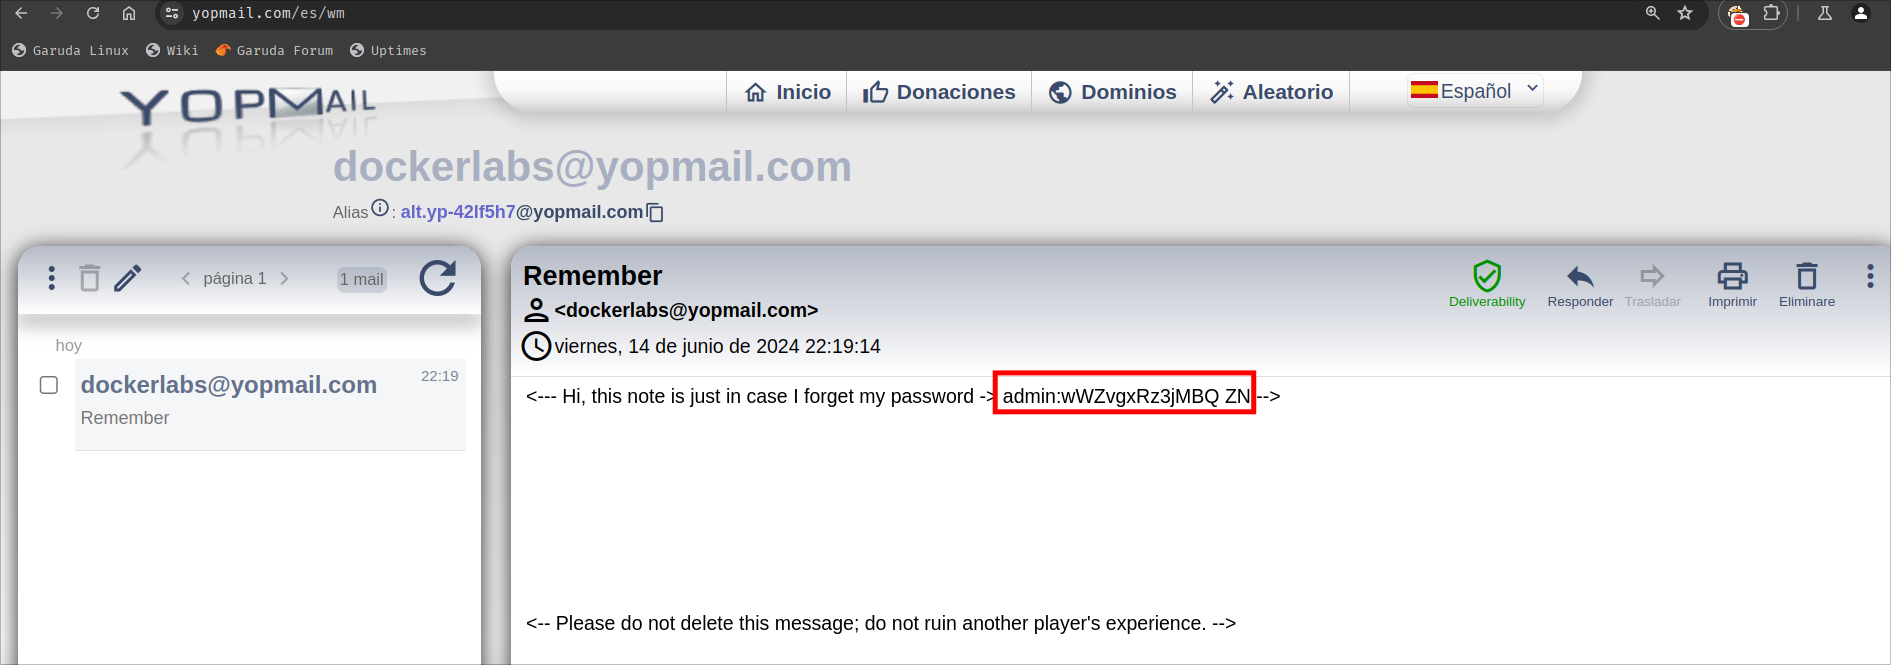 yopmail.com/es/wm
Garuda Linux Wiki Garuda Forum Uptimes
YOPMAIL
Inicio Donaciones Dominios Aleatorio Español
dockerlabs@yopmail.com
Alias : alt.yp-42lf5h7@yopmail.com
página 1 1 mail
hoy
dockerlabs@yopmail.com 22:19
Remember
Remember
<dockerlabs@yopmail.com>
viernes, 14 de junio de 2024 22:19:14
Deliverability Responder Trasladar Imprimir Eliminare
<--- Hi, this note is just in case I forget my password -> admin:wWZvgxRz3jMBQ ZN -->
<-- Please do not delete this message; do not ruin another player's experience. -->